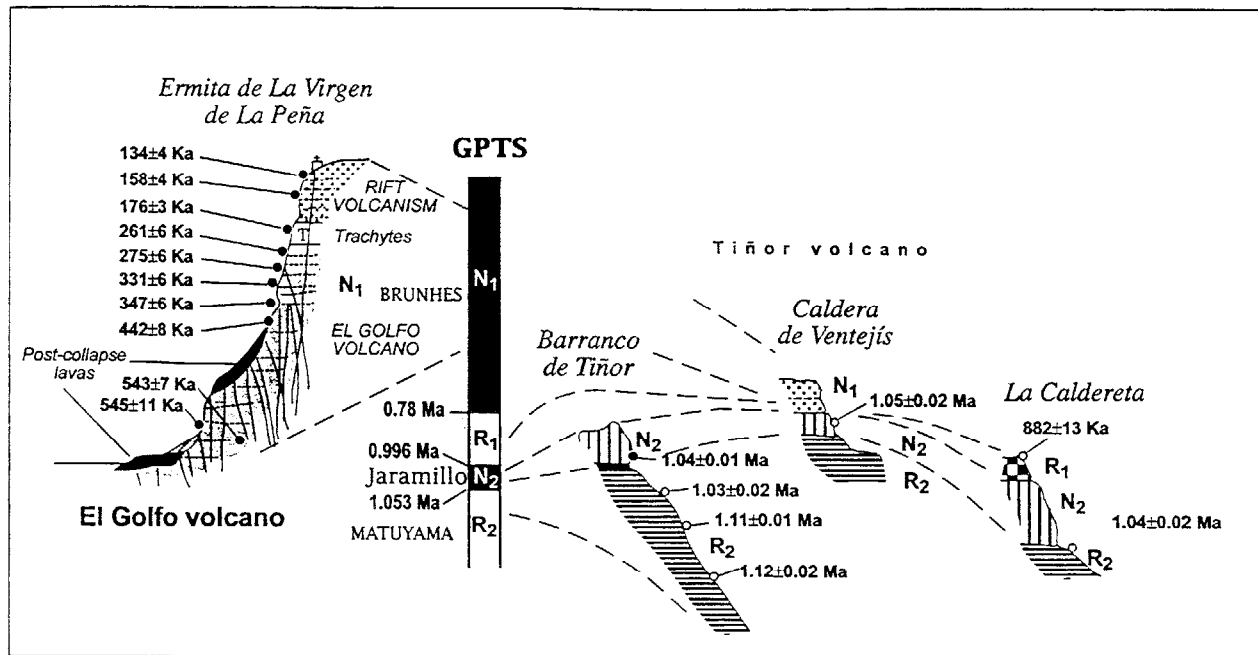 Ermita de La Virgen
de La Peña
134±4 Ka
158±4 Ka
176±3 Ka
261±6 Ka
275±6 Ka
331±6 Ka
347±6 Ka
442±8 Ka
Post-collapse
lavas
543±7 Ka
545±11 Ka
RIFT
VOLCANISM
T
Trachytes
N1 BRUNHES
EL GOLFO
VOLCANO
El Golfo volcano
GPTS
N1
0.78 Ma
R1
0.996 Ma
Jaramillo N2
1.053 Ma
MATUYAMA R2
Tiñor volcano
Barranco
de Tiñor
N2
1.04±0.01 Ma
1.03±0.02 Ma
1.11±0.01 Ma
R2
1.12±0.02 Ma
Caldera
de Ventejís
N1
1.05±0.02 Ma
N2
R2
La Caldereta
882±13 Ka
R1
N2
1.04±0.02 Ma
R2